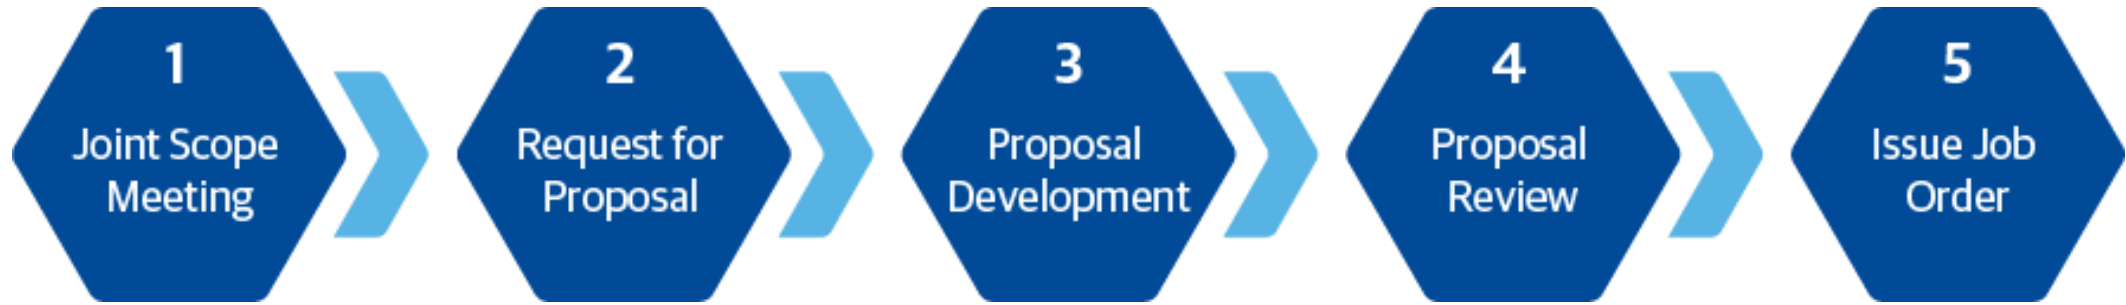 1
Joint Scope
Meeting
2
Request for
Proposal
3
Proposal
Development
4
Proposal
Review
5
Issue Job
Order